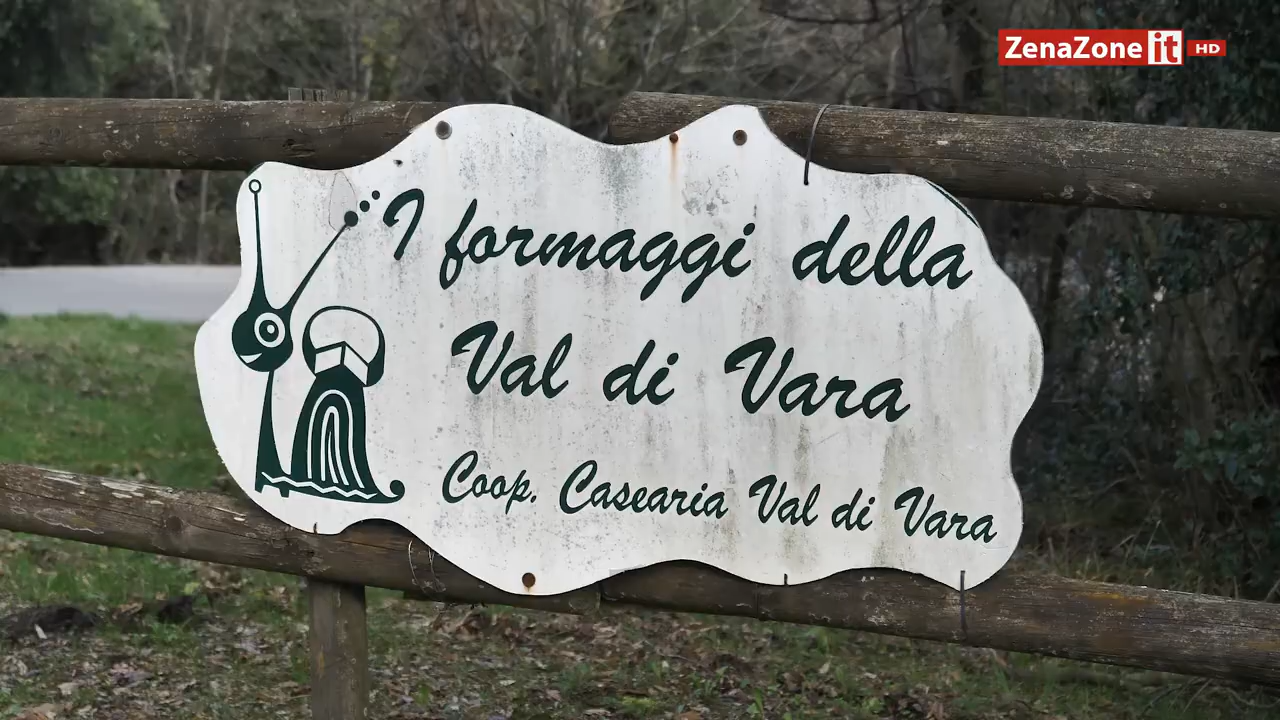 ZenaZone it HD
I formaggi della
Val di Vara
Coop. Casearia Val di Vara